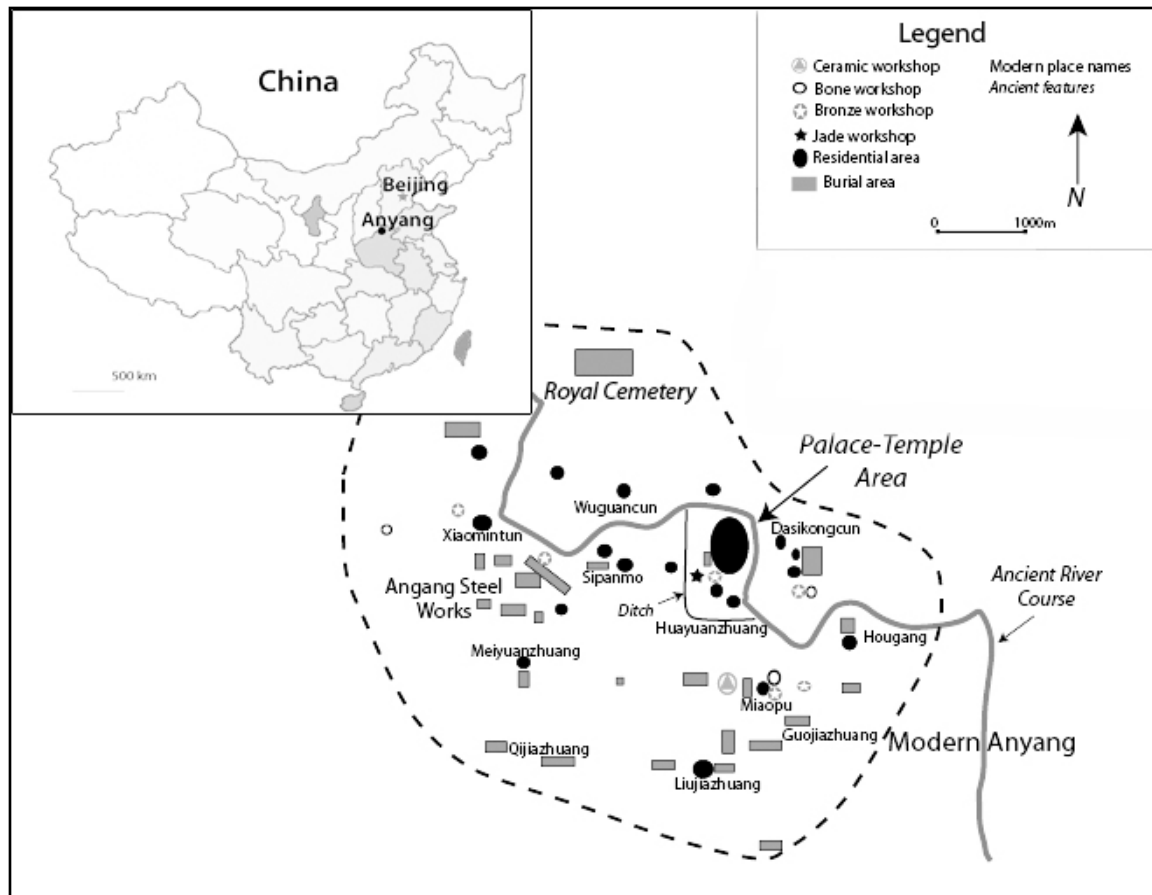 China
Beijing
Anyang
500 km
Legend
Ceramic workshop
Bone workshop
Bronze workshop
Jade workshop
Residential area
Burial area
Modern place names
Ancient features
N
0 1000m
Royal Cemetery
Palace-Temple
Area
Wuguancun
Dasikongcun
Xiaomintun
Sipanmo
Angang Steel
Works
Ditch
Huayuanzhuang
Hougang
Ancient River
Course
Meiyuanzhuang
Miaopu
Guojiazhuang
Modern Anyang
Qijiazhuang
Liujiazhuang